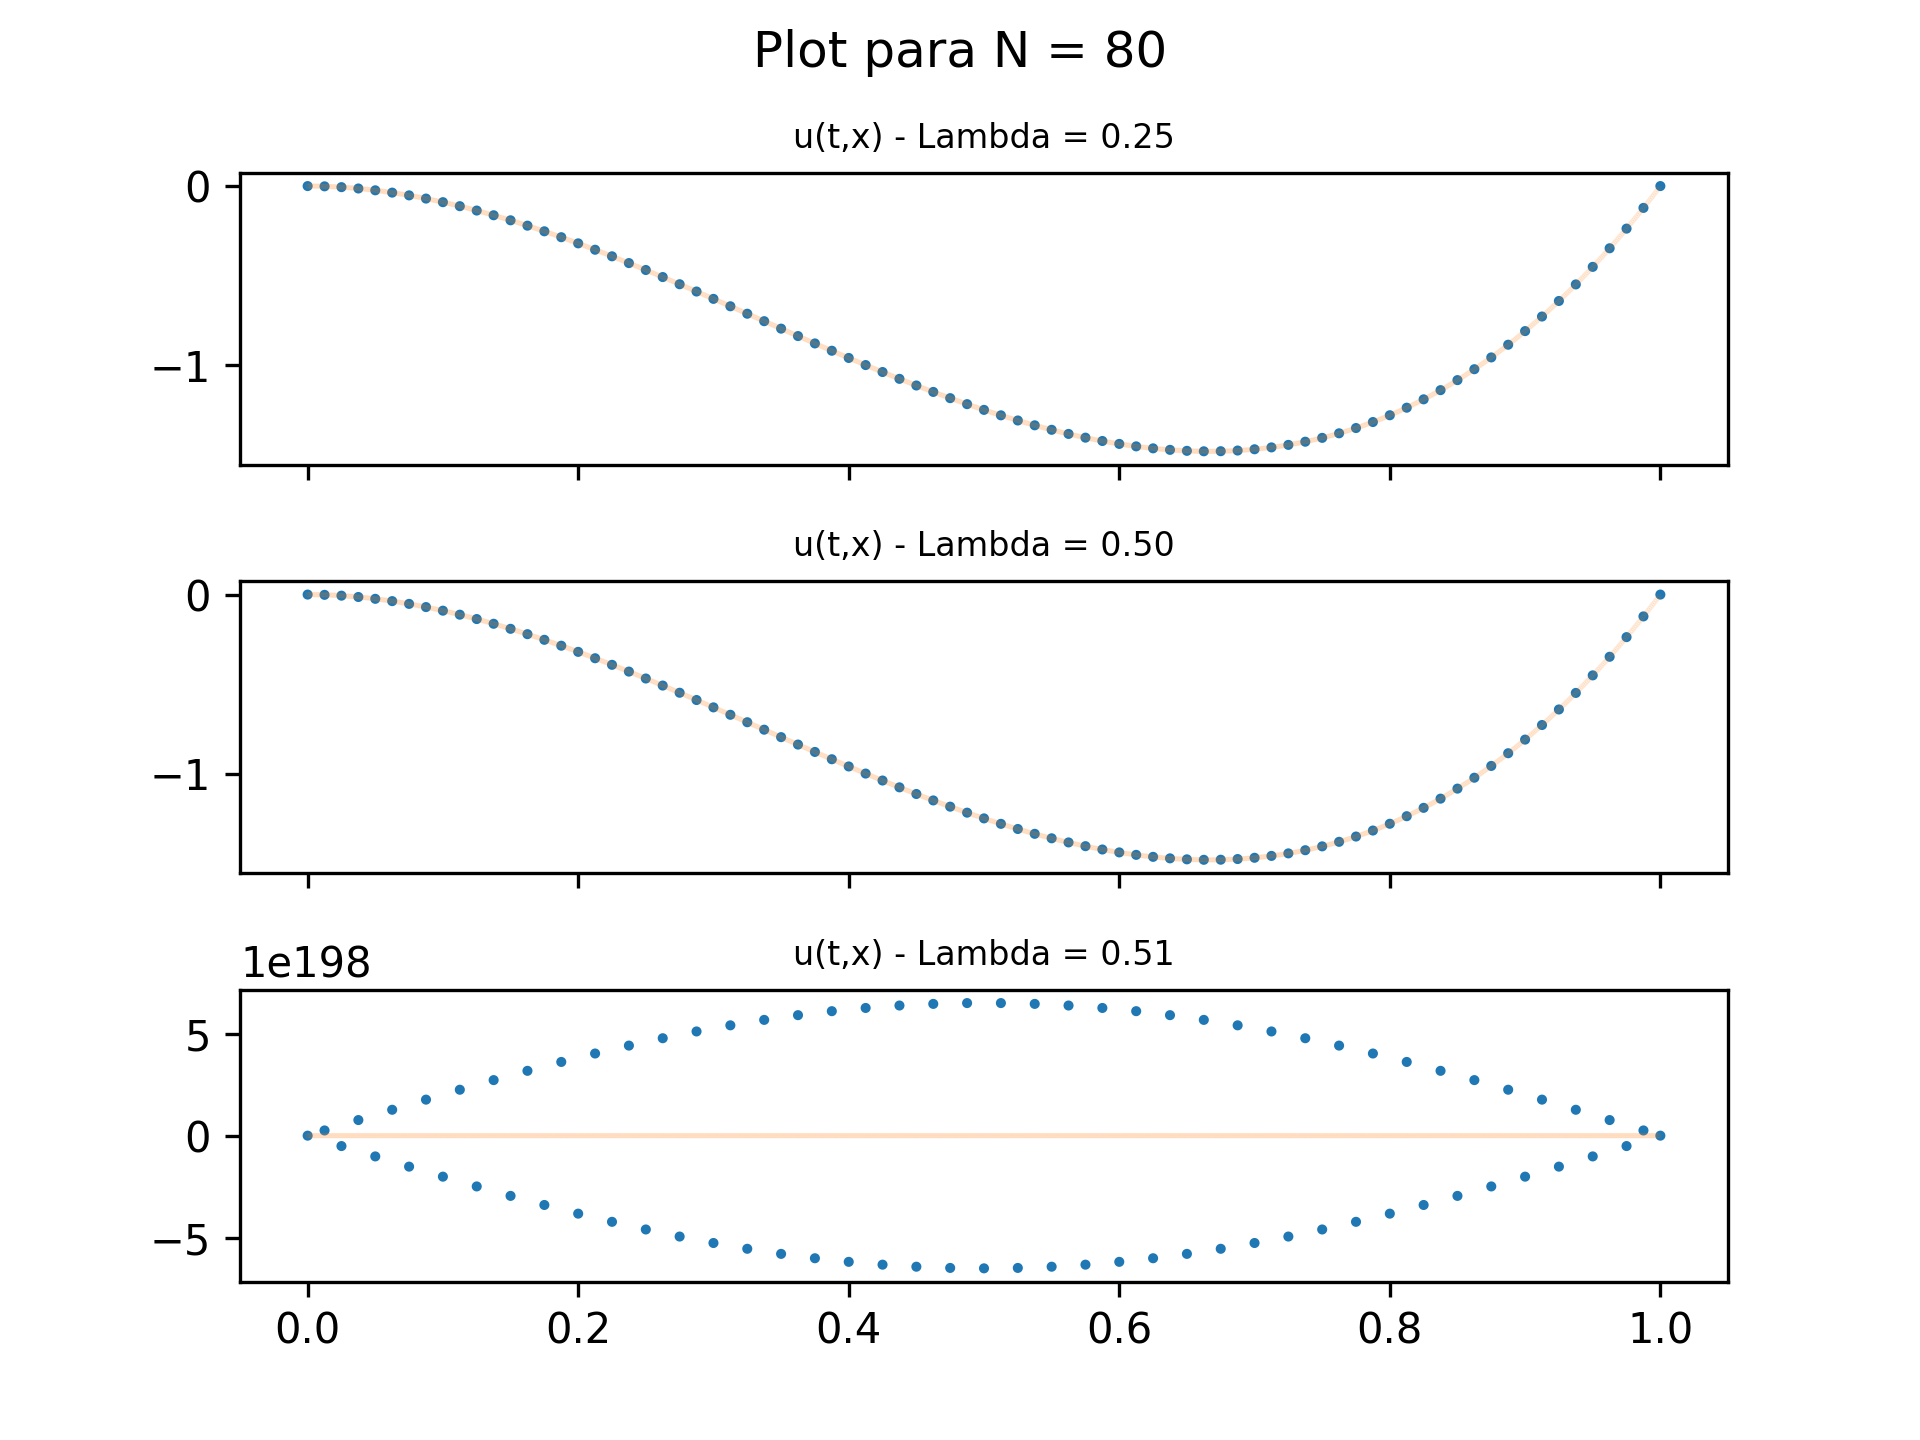 Plot para N = 80
u(t,x) - Lambda = 0.25
0
−1
u(t,x) - Lambda = 0.50
0
−1
1e198
u(t,x) - Lambda = 0.51
5
0
−5
0.0 0.2 0.4 0.6 0.8 1.0